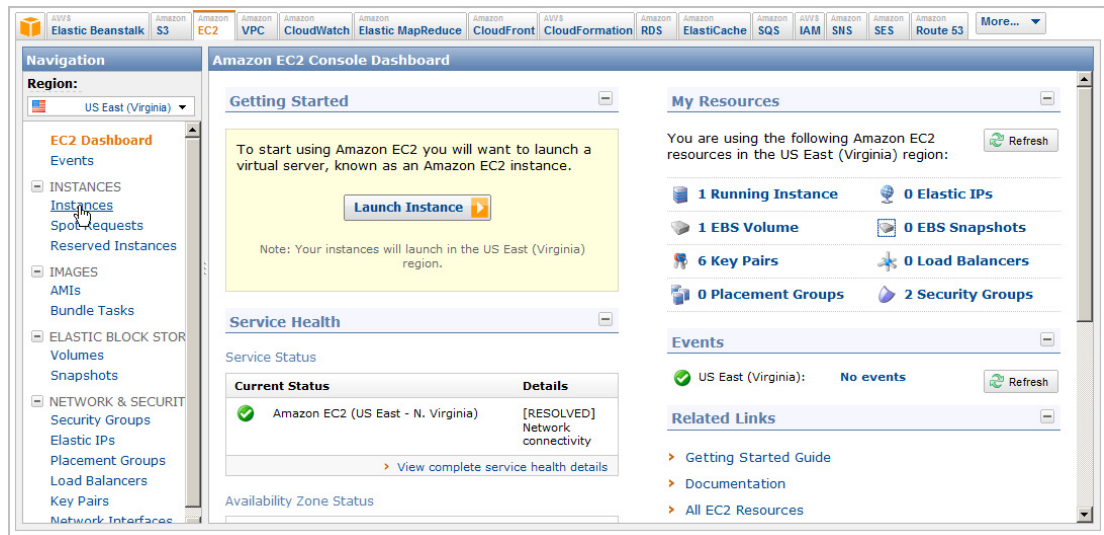 AWS
Elastic Beanstalk
Amazon
S3
Amazon
EC2
Amazon
VPC
Amazon
CloudWatch
Amazon
Elastic MapReduce
Amazon
CloudFront
AWS
CloudFormation
Amazon
RDS
Amazon
ElastiCache
Amazon
SQS
AWS
IAM
Amazon
SNS
Amazon
SES
Amazon
Route 53
More...
Navigation
Region:
US East (Virginia)
EC2 Dashboard
Events
INSTANCES
Instances
Spot Requests
Reserved Instances
IMAGES
AMIs
Bundle Tasks
ELASTIC BLOCK STOR
Volumes
Snapshots
NETWORK & SECURIT
Security Groups
Elastic IPs
Placement Groups
Load Balancers
Key Pairs
Network Interfaces
Amazon EC2 Console Dashboard
Getting Started
To start using Amazon EC2 you will want to launch a
virtual server, known as an Amazon EC2 instance.
Launch Instance
Note: Your instances will launch in the US East (Virginia)
region.
Service Health
Service Status
Current Status
Details
Amazon EC2 (US East - N. Virginia)
[RESOLVED]
Network
connectivity
View complete service health details
Availability Zone Status
My Resources
You are using the following Amazon EC2
resources in the US East (Virginia) region:
Refresh
1 Running Instance
0 Elastic IPs
1 EBS Volume
0 EBS Snapshots
6 Key Pairs
0 Load Balancers
0 Placement Groups
2 Security Groups
Events
US East (Virginia):
No events
Refresh
Related Links
Getting Started Guide
Documentation
All EC2 Resources